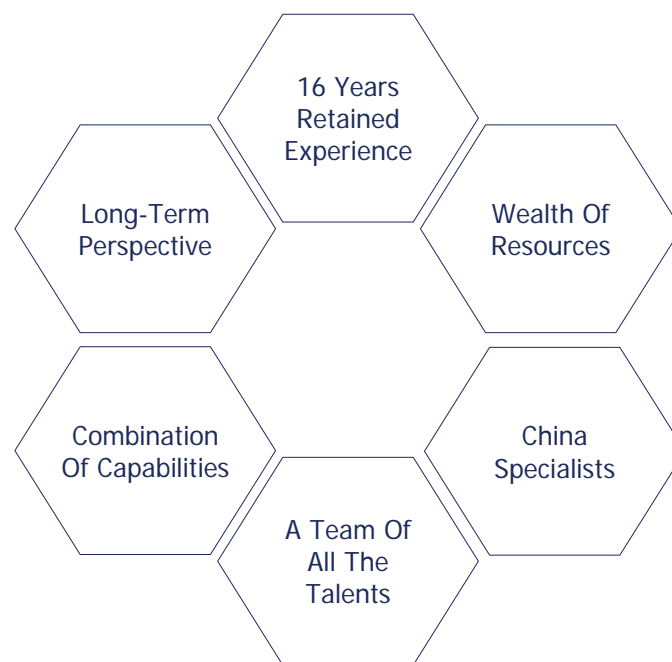 16 Years
Retained
Experience
Long-Term
Perspective
Wealth Of
Resources
Combination
Of Capabilities
China
Specialists
A Team Of
All The
Talents